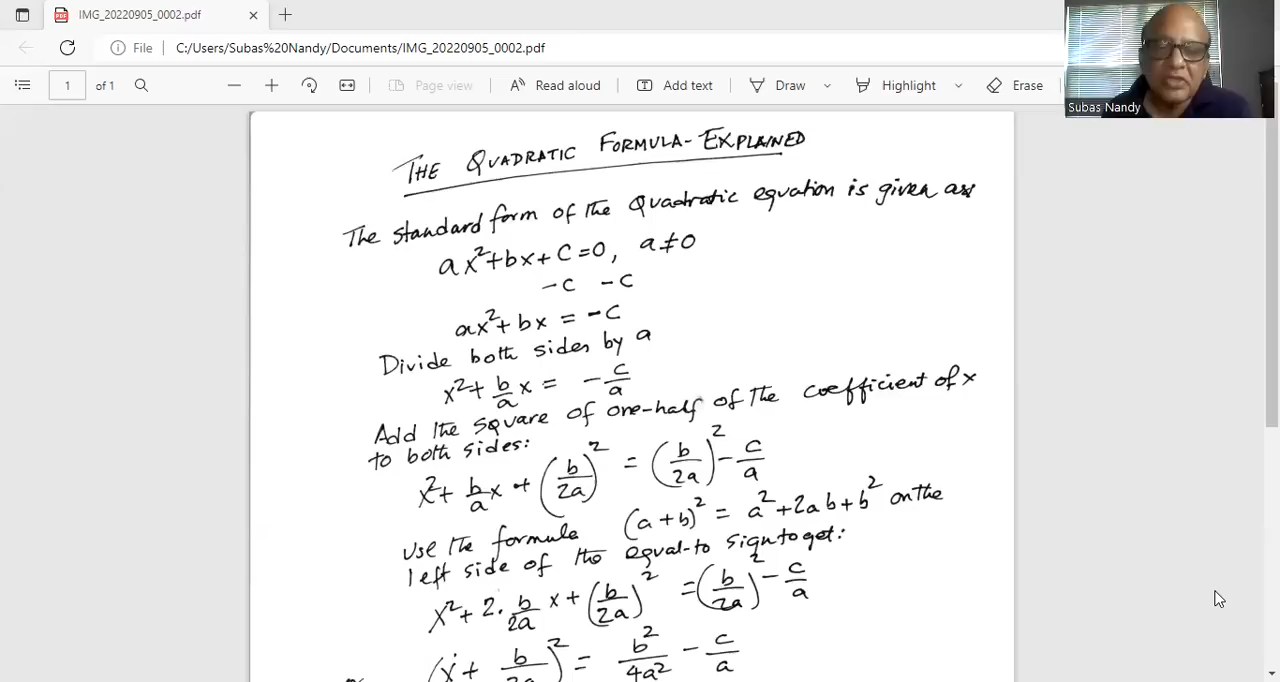 IMG_20220905_0002.pdf
File C:/Users/Subas%20Nandy/Documents/IMG_20220905_0002.pdf
1 of 1 Page view Read aloud Add text Draw Highlight Erase
Subas Nandy
THE QUADRATIC FORMULA-EXPLAINED
The standard form of the Quadratic equation is given as
ax²+bx+c=0, a≠0
-c -c
ax²+bx = -c
Divide both sides by a
x²+ b/a x = - c/a
Add the square of one-half of the coefficient of x
to both sides:
x²+ b/a x + (b/2a)² = (b/2a)² - c/a
Use the formula (a+b)² = a²+2ab+b² on the
left side of the equal-to sign to get:
x²+ 2. b/2a x + (b/2a)² = (b/2a)² - c/a
(x+ b/2a)² = b²/4a² - c/a